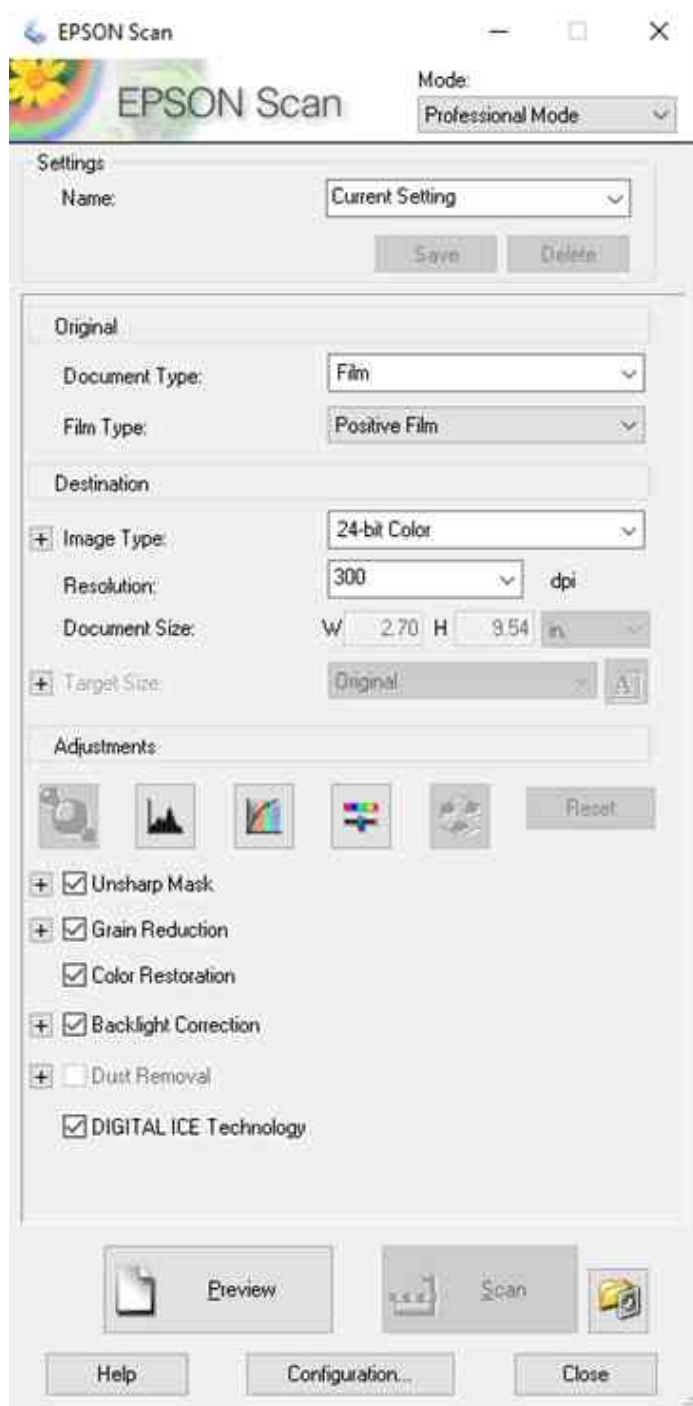 EPSON Scan
EPSON Scan
Mode:
Professional Mode
Settings
Name:
Current Setting
Save
Delete
Original
Document Type:
Film
Film Type:
Positive Film
Destination
Image Type:
24-bit Color
Resolution:
300
dpi
Document Size:
W 2.70 H 9.54 in.
Target Size:
Original
A
Adjustments
Reset
Unsharp Mask
Grain Reduction
Color Restoration
Backlight Correction
Dust Removal
DIGITAL ICE Technology
Preview
Scan
Help
Configuration...
Close